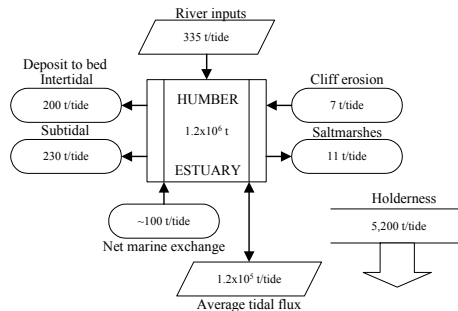 River inputs
335 t/tide
Deposit to bed
Intertidal
200 t/tide
Subtidal
230 t/tide
HUMBER
1.2x10⁶ t
ESTUARY
Cliff erosion
7 t/tide
Saltmarshes
11 t/tide
~100 t/tide
Net marine exchange
1.2x10⁵ t/tide
Average tidal flux
Holderness
5,200 t/tide